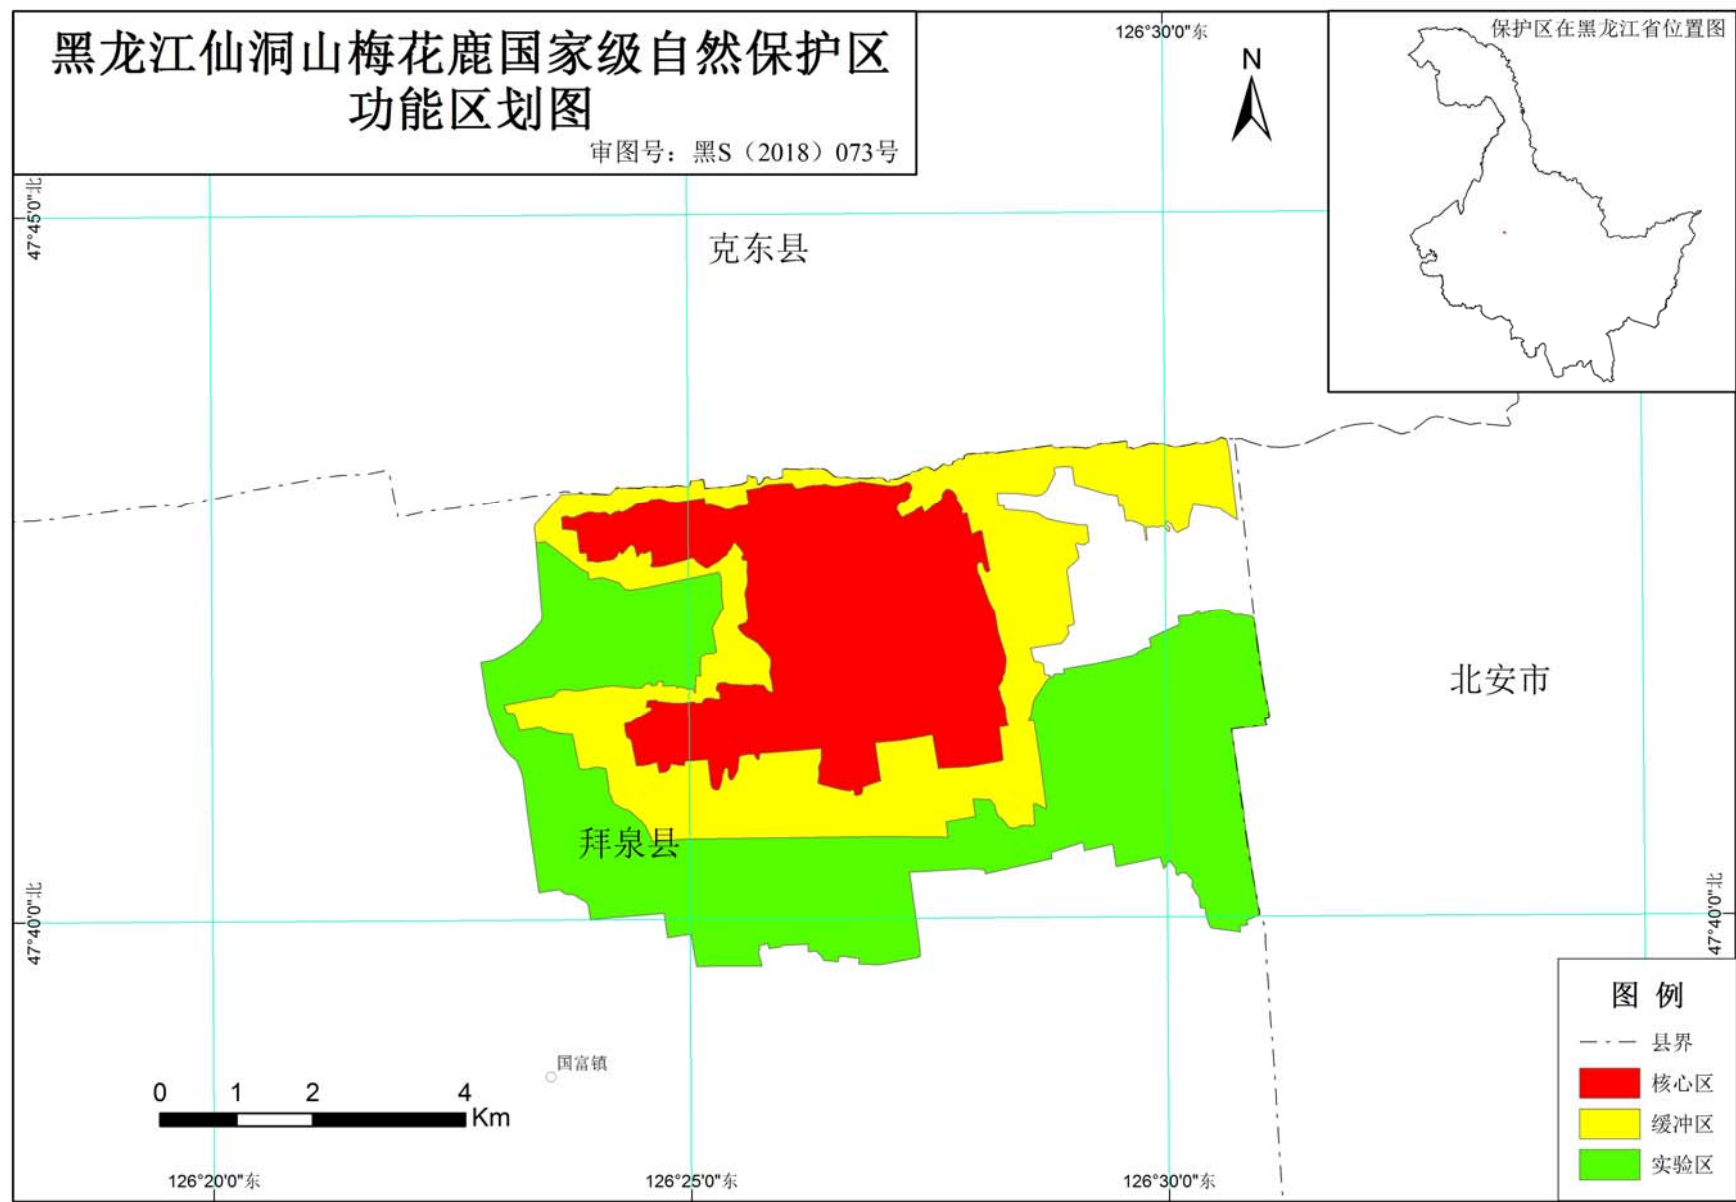 黑龙江仙洞山梅花鹿国家级自然保护区
功能区划图
审图号：黑S（2018）073号
126°30'0"东
N
保护区在黑龙江省位置图
47°45'0"北
克东县
北安市
拜泉县
47°40'0"北
47°40'0"北
国富镇
0 1 2 4
Km
126°20'0"东
126°25'0"东
126°30'0"东
图 例
县界
核心区
缓冲区
实验区